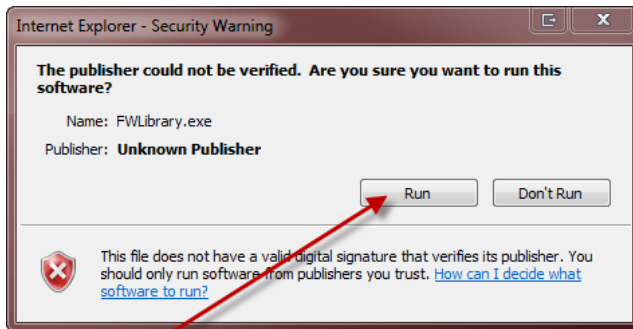 Internet Explorer - Security Warning
The publisher could not be verified. Are you sure you want to run this
software?
Name: FWLibrary.exe
Publisher: Unknown Publisher
Run
Don't Run
This file does not have a valid digital signature that verifies its publisher. You
should only run software from publishers you trust. How can I decide what
software to run?